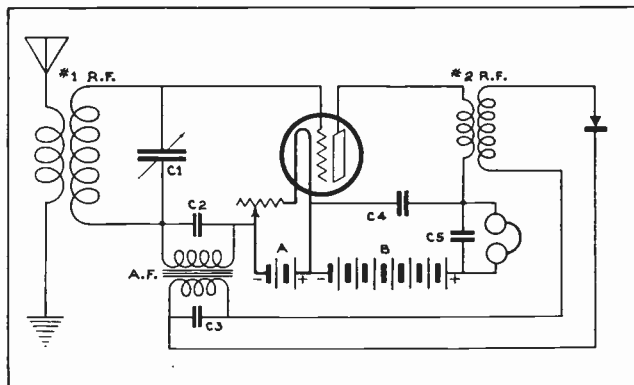 #1 R.F.
#2 R.F.
C1
C2
C4
C5
A
B
- +
- +
A.F.
C3